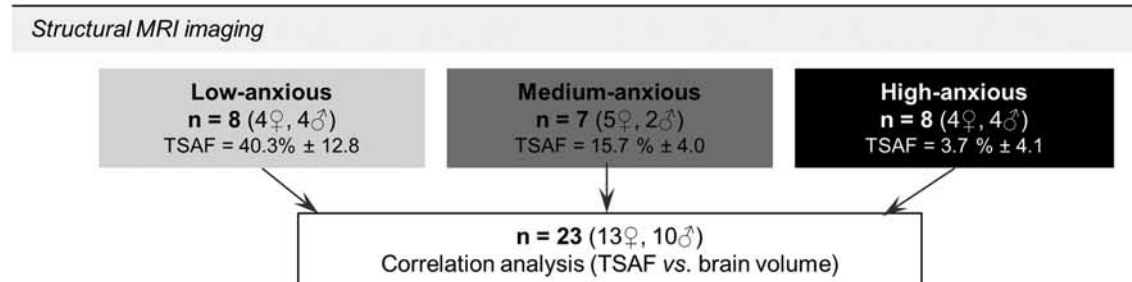 Structural MRI imaging
Low-anxious
n = 8 (4♀, 4♂)
TSAF = 40.3% ± 12.8
Medium-anxious
n = 7 (5♀, 2♂)
TSAF = 15.7 % ± 4.0
High-anxious
n = 8 (4♀, 4♂)
TSAF = 3.7 % ± 4.1
n = 23 (13♀, 10♂)
Correlation analysis (TSAF vs. brain volume)